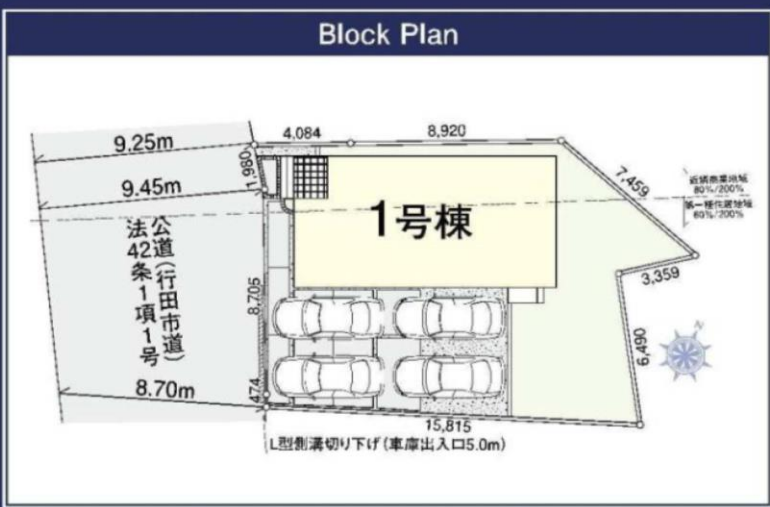 Block Plan
9.25m
4.084
8,920
1,980
7,459
9.45m
近隣商業地域
80%/200%
第一種住居地域
60%/200%
1号棟
公道(行田市道)
法42条1項1号
8.705
3,359
6,490
N
8.70m
474
15,815
L型側溝切り下げ(車庫出入口5.0m)